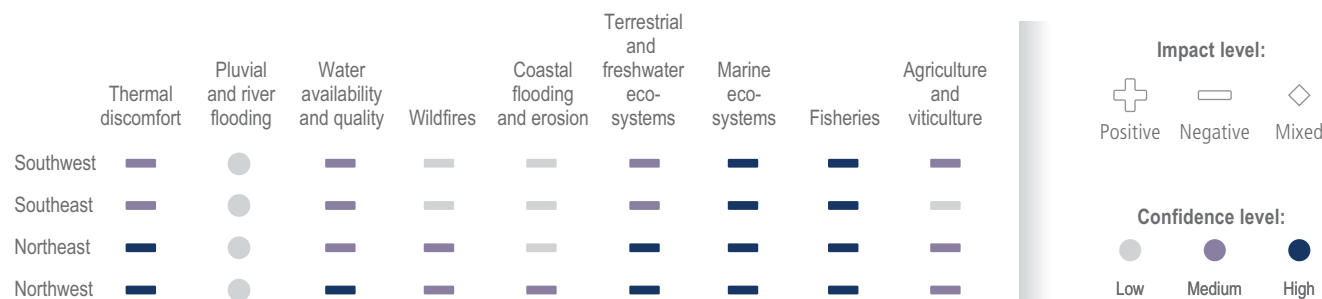 Thermal
discomfort
Pluvial
and river
flooding
Water
availability
and quality
Wildfires
Coastal
flooding
and erosion
Terrestrial
and
freshwater
eco-
systems
Marine
eco-
systems
Fisheries
Agriculture
and
viticulture
Southwest
Southeast
Northeast
Northwest
Impact level:
Positive Negative Mixed
Confidence level:
Low Medium High